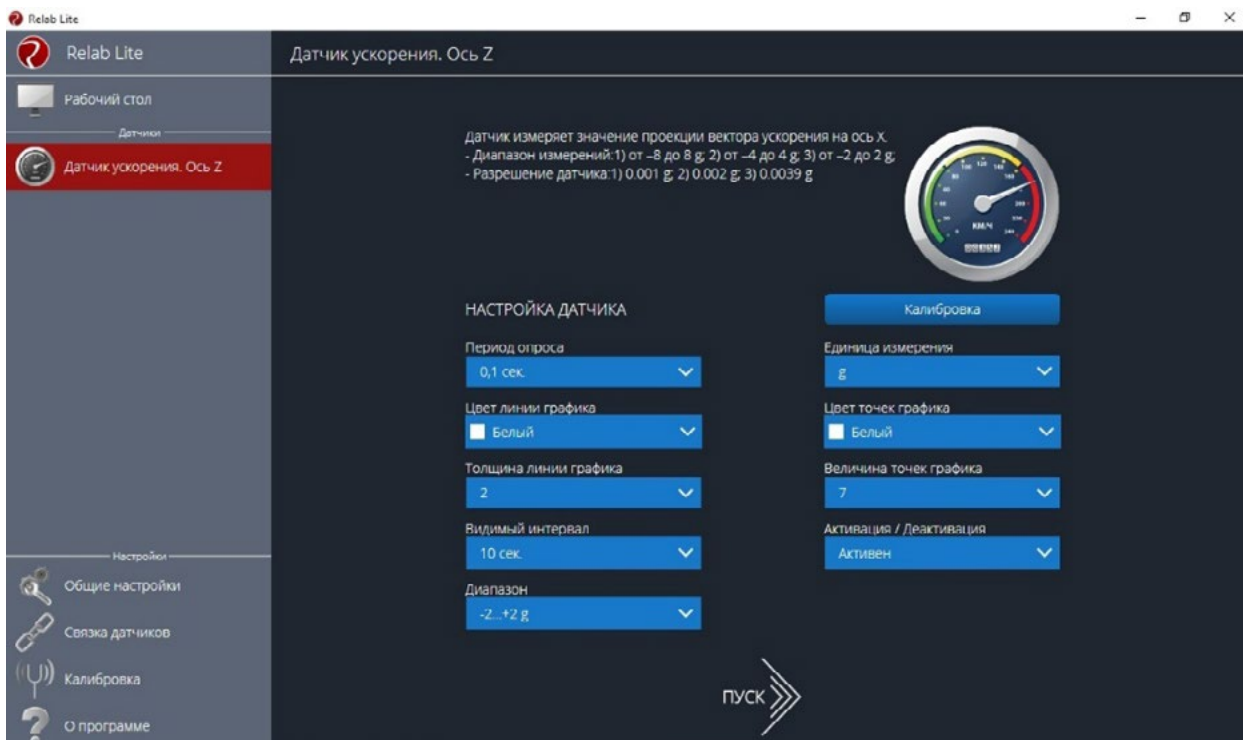 Relab Lite
Relab Lite
Датчик ускорения. Ось Z
Рабочий стол
Датчики
Датчик ускорения. Ось Z
Датчик измеряет значение проекции вектора ускорения на ось X.
- Диапазон измерений:1) от –8 до 8 g; 2) от –4 до 4 g; 3) от –2 до 2 g;
- Разрешение датчика:1) 0.001 g; 2) 0.002 g; 3) 0.0039 g
КМ/Ч
НАСТРОЙКА ДАТЧИКА
Калибровка
Период опроса
Единица измерения
0,1 сек.
g
Цвет линии графика
Цвет точек графика
Белый
Белый
Толщина линии графика
Величина точек графика
2
7
Видимый интервал
Активация / Деактивация
10 сек.
Активен
Диапазон
-2...+2 g
ПУСК
Настройки
Общие настройки
Связка датчиков
Калибровка
О программе